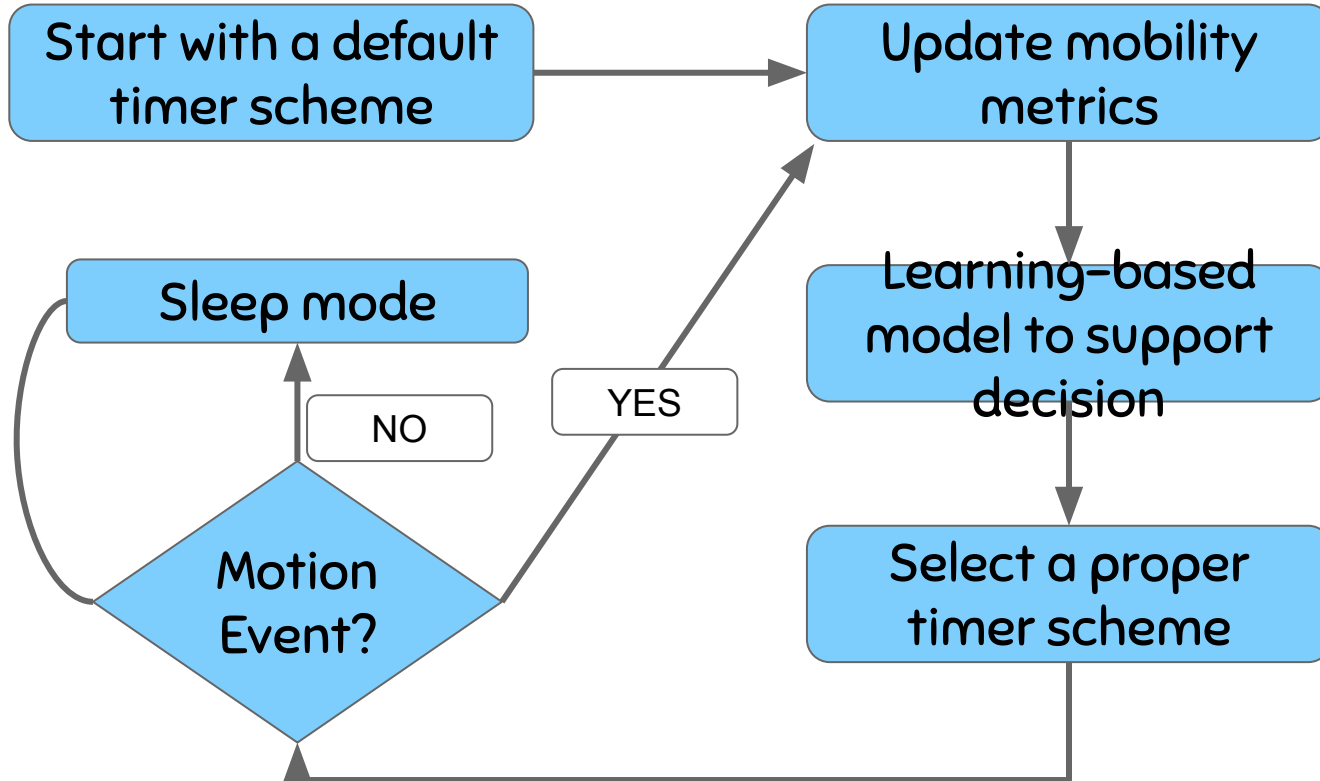 Start with a default
timer scheme
Update mobility
metrics
Sleep mode
Learning-based
model to support
decision
NO
YES
Motion
Event?
Select a proper
timer scheme